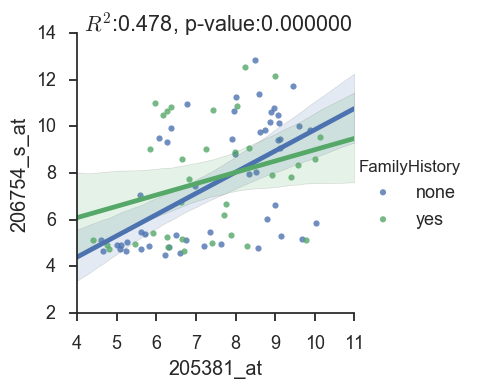 R²:0.478, p-value:0.000000
14
12
10
8
6
4
2
206754_s_at
4 5 6 7 8 9 10 11
205381_at
FamilyHistory
none
yes